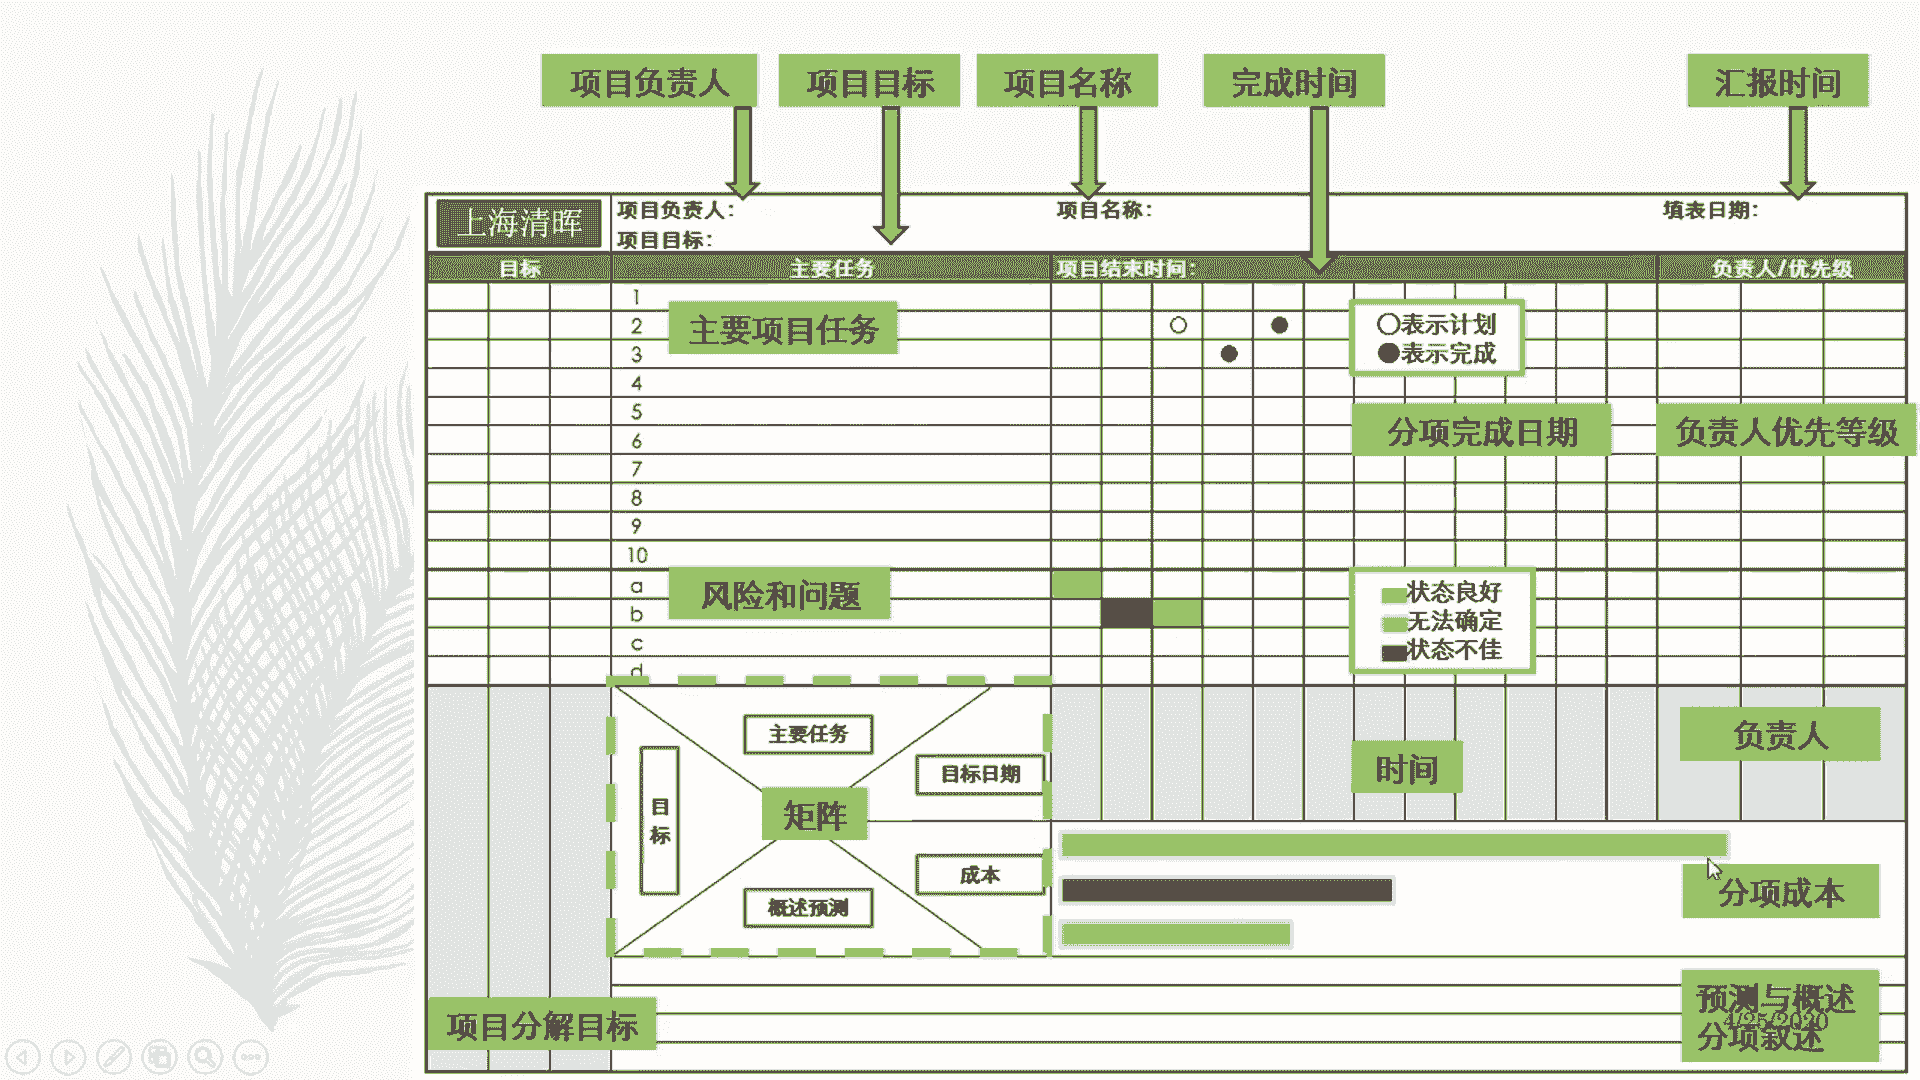 项目负责人
项目目标
项目名称
完成时间
汇报时间
上海清晖
项目负责人:
项目名称:
填表日期:
项目目标:
目标
主要任务
项目结束时间:
负责人/优先级
1
2
3
4
5
6
7
8
9
10
a
b
c
d
主要项目任务
○表示计划
●表示完成
分项完成日期
负责人优先等级
风险和问题
状态良好
无法确定
状态不佳
主要任务
目标日期
目标
矩阵
成本
概述预测
时间
负责人
分项成本
项目分解目标
预测与概述
4/25/2020
分项叙述